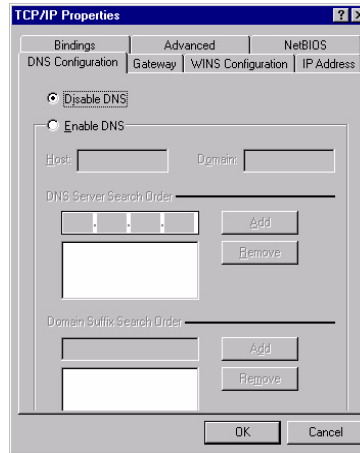 TCP/IP Properties
Bindings Advanced NetBIOS
DNS Configuration Gateway WINS Configuration IP Address
Disable DNS
Enable DNS
Host: Domain:
DNS Server Search Order
Add
Remove
Domain Suffix Search Order
Add
Remove
OK Cancel